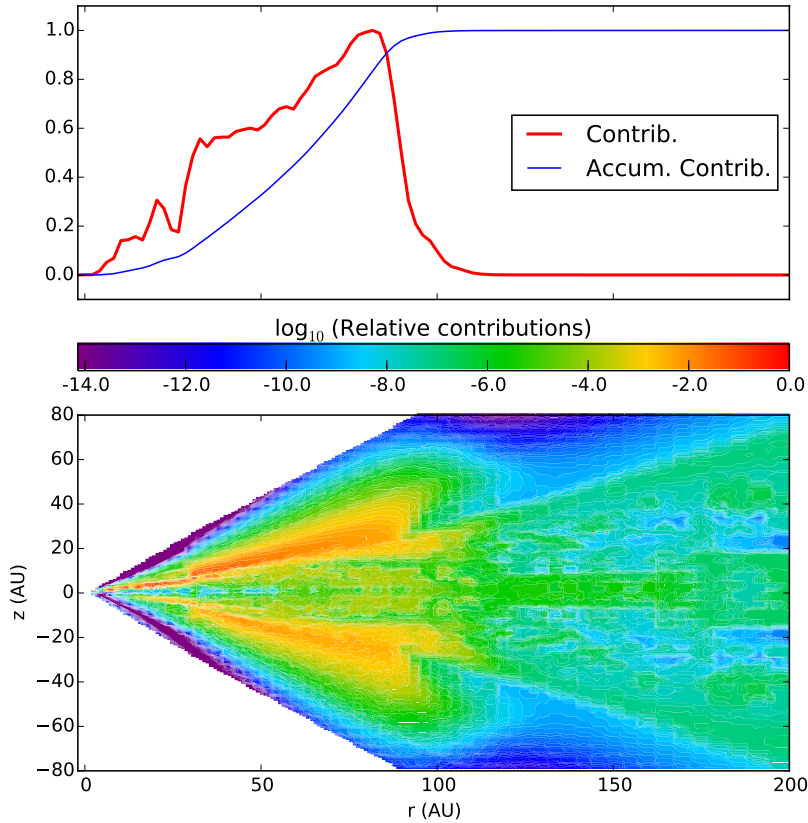 1.0
0.8
0.6
0.4
0.2
0.0
Contrib.
Accum. Contrib.
log₁₀ (Relative contributions)
-14.0 -12.0 -10.0 -8.0 -6.0 -4.0 -2.0 0.0
80
60
40
20
0
−20
−40
−60
−80
z (AU)
0 50 100 150 200
r (AU)